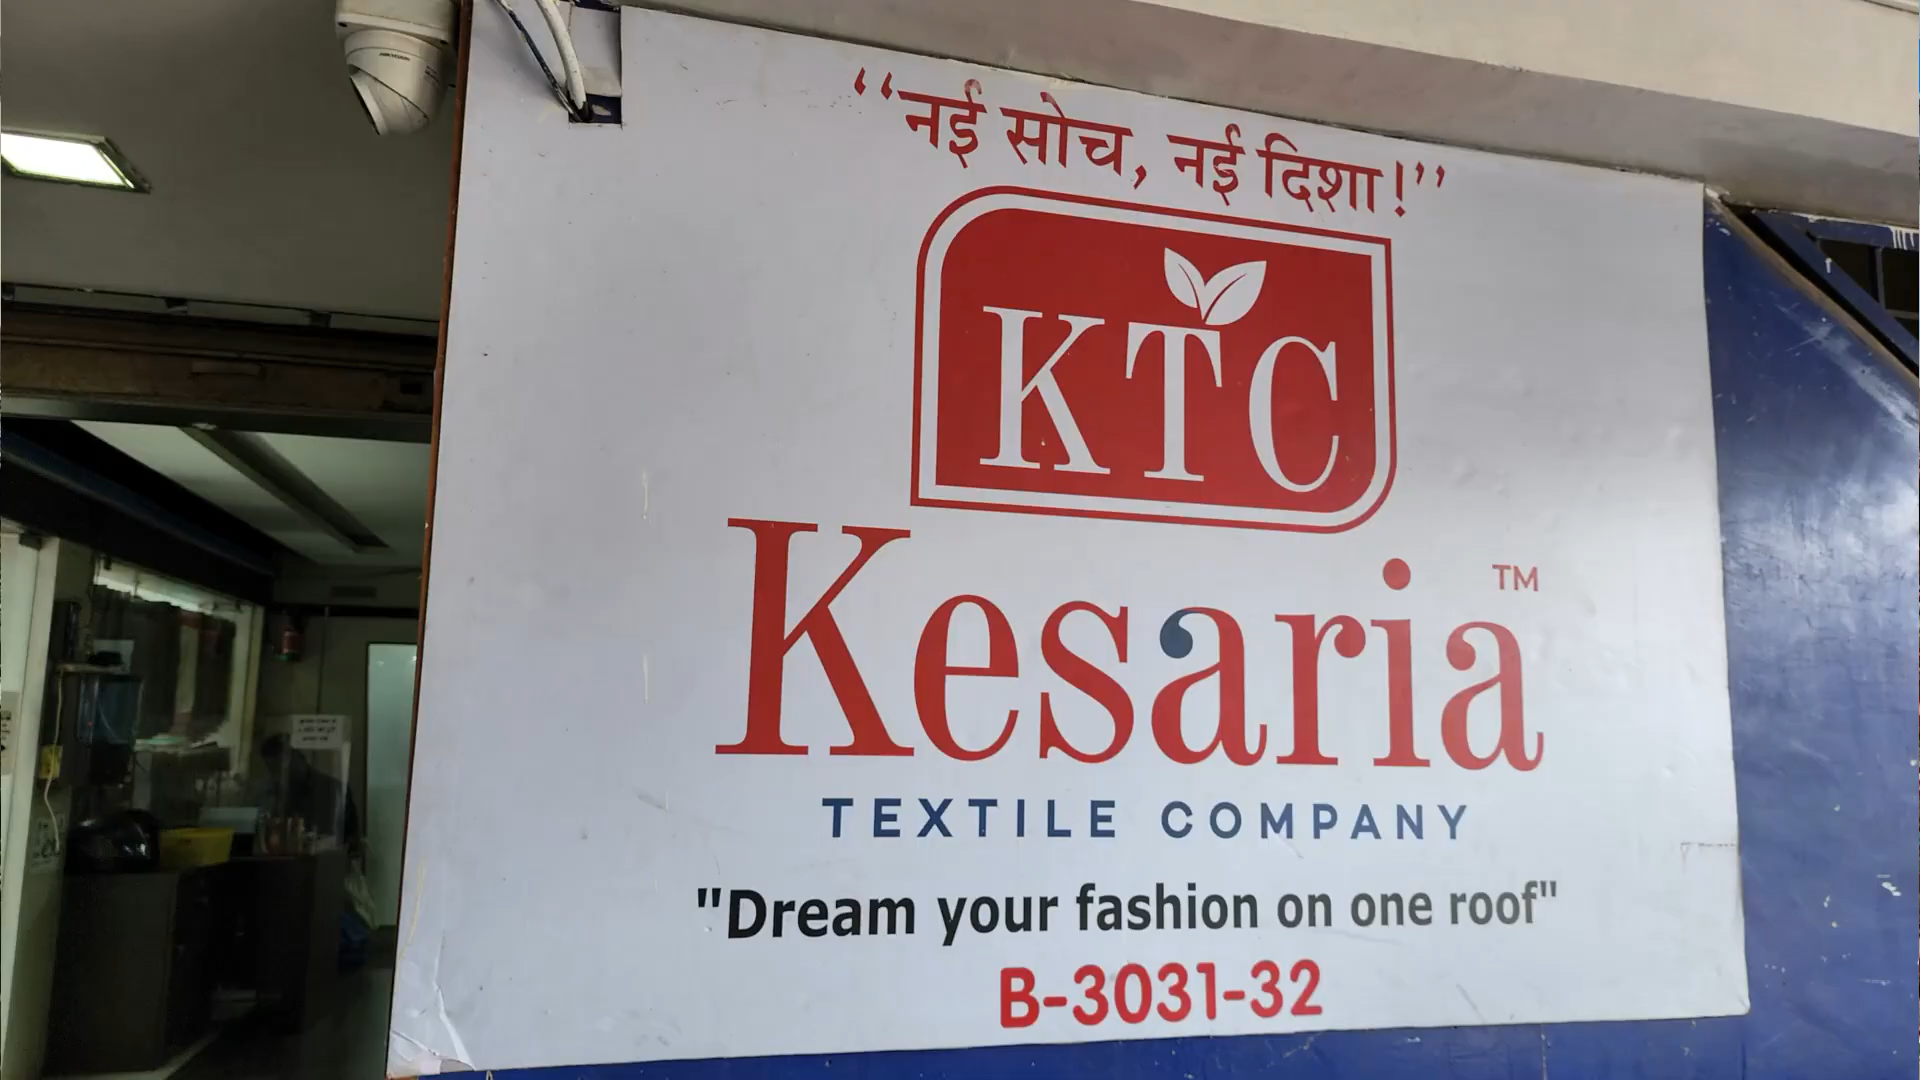 “नई सोच, नई दिशा!”
KTC
Kesaria™
TEXTILE COMPANY
"Dream your fashion on one roof"
B-3031-32